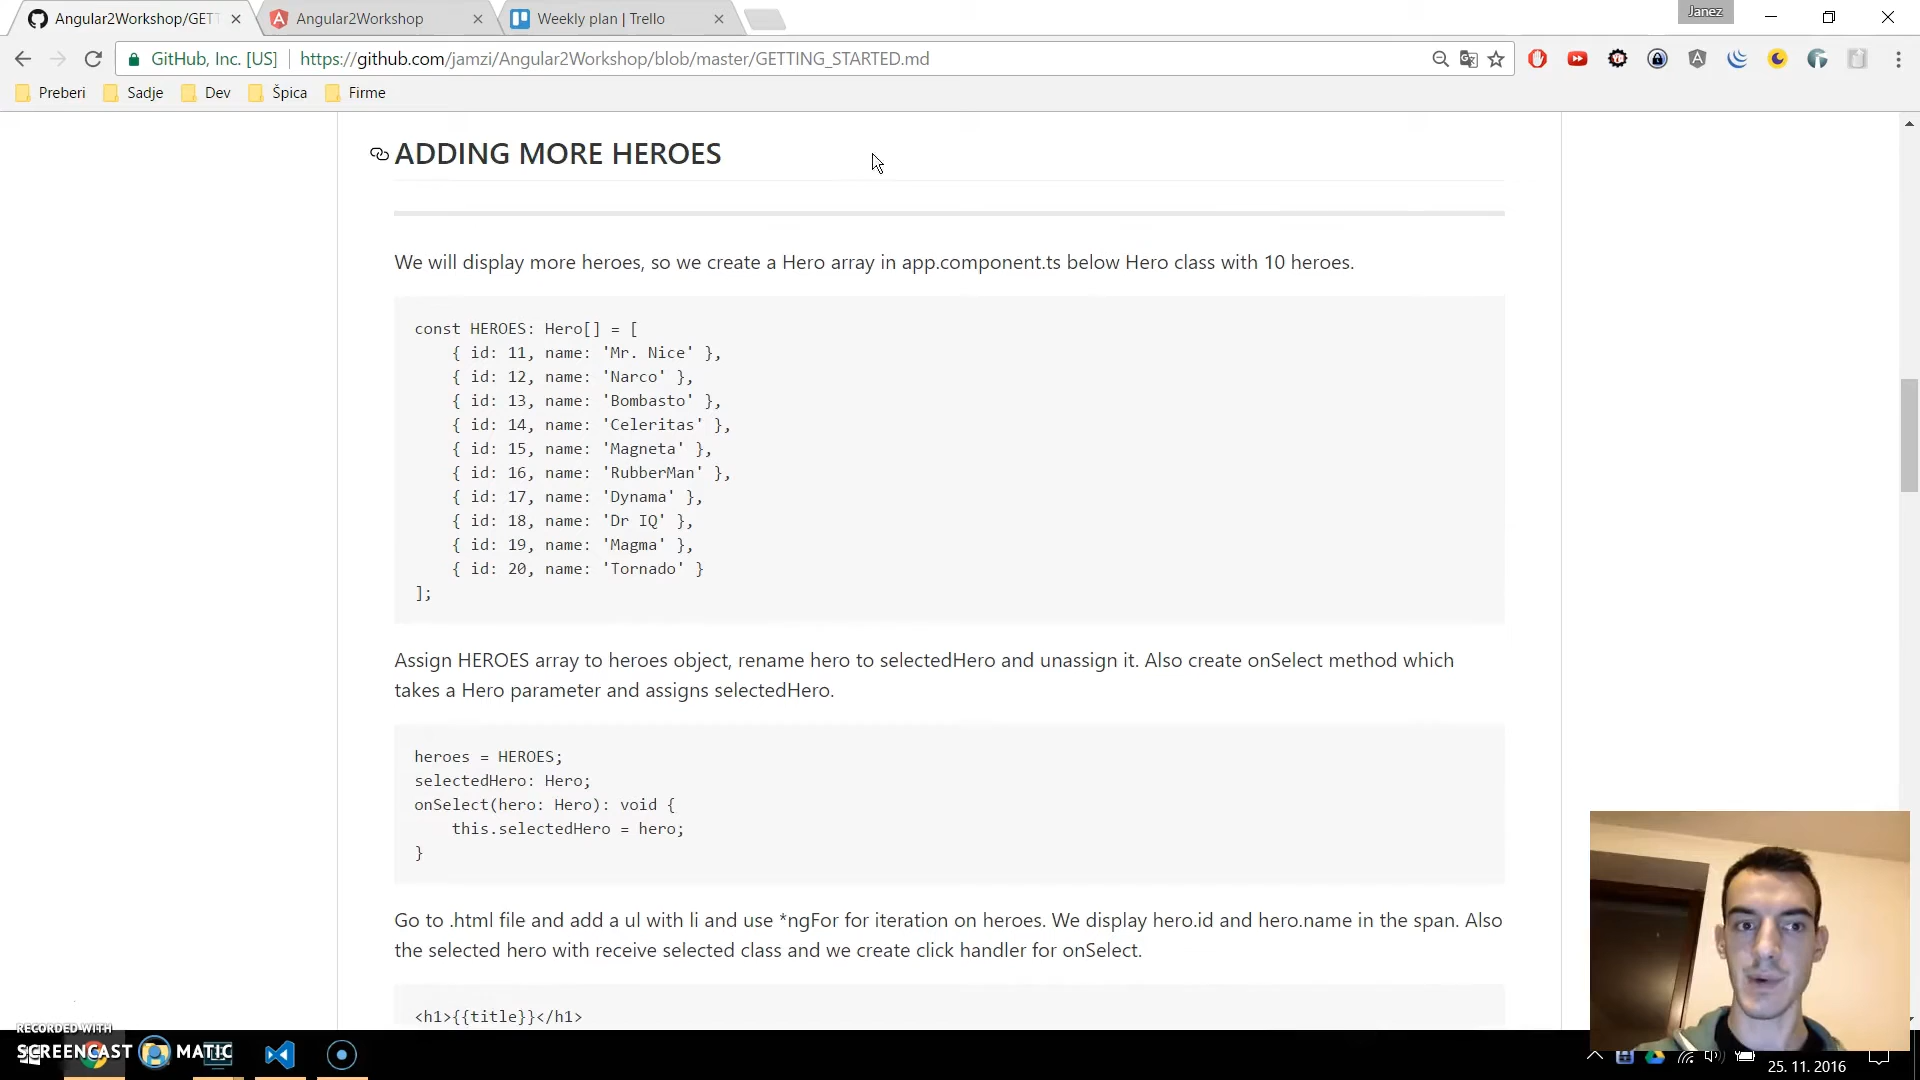 Angular2Workshop/GETT
Angular2Workshop
Weekly plan | Trello
Janez
GitHub, Inc. [US]
https://github.com/jamzi/Angular2Workshop/blob/master/GETTING_STARTED.md
Preberi
Sadje
Dev
Špica
Firme
ADDING MORE HEROES
We will display more heroes, so we create a Hero array in app.component.ts below Hero class with 10 heroes.
const HEROES: Hero[] = [
{ id: 11, name: 'Mr. Nice' },
{ id: 12, name: 'Narco' },
{ id: 13, name: 'Bombasto' },
{ id: 14, name: 'Celeritas' },
{ id: 15, name: 'Magneta' },
{ id: 16, name: 'RubberMan' },
{ id: 17, name: 'Dynama' },
{ id: 18, name: 'Dr IQ' },
{ id: 19, name: 'Magma' },
{ id: 20, name: 'Tornado' }
];
Assign HEROES array to heroes object, rename hero to selectedHero and unassign it. Also create onSelect method which
takes a Hero parameter and assigns selectedHero.
heroes = HEROES;
selectedHero: Hero;
onSelect(hero: Hero): void {
this.selectedHero = hero;
}
Go to .html file and add a ul with li and use *ngFor for iteration on heroes. We display hero.id and hero.name in the span. Also
the selected hero with receive selected class and we create click handler for onSelect.
<h1>{{title}}</h1>
RECORDED WITH
SCREENCAST MATIC
25. 11. 2016